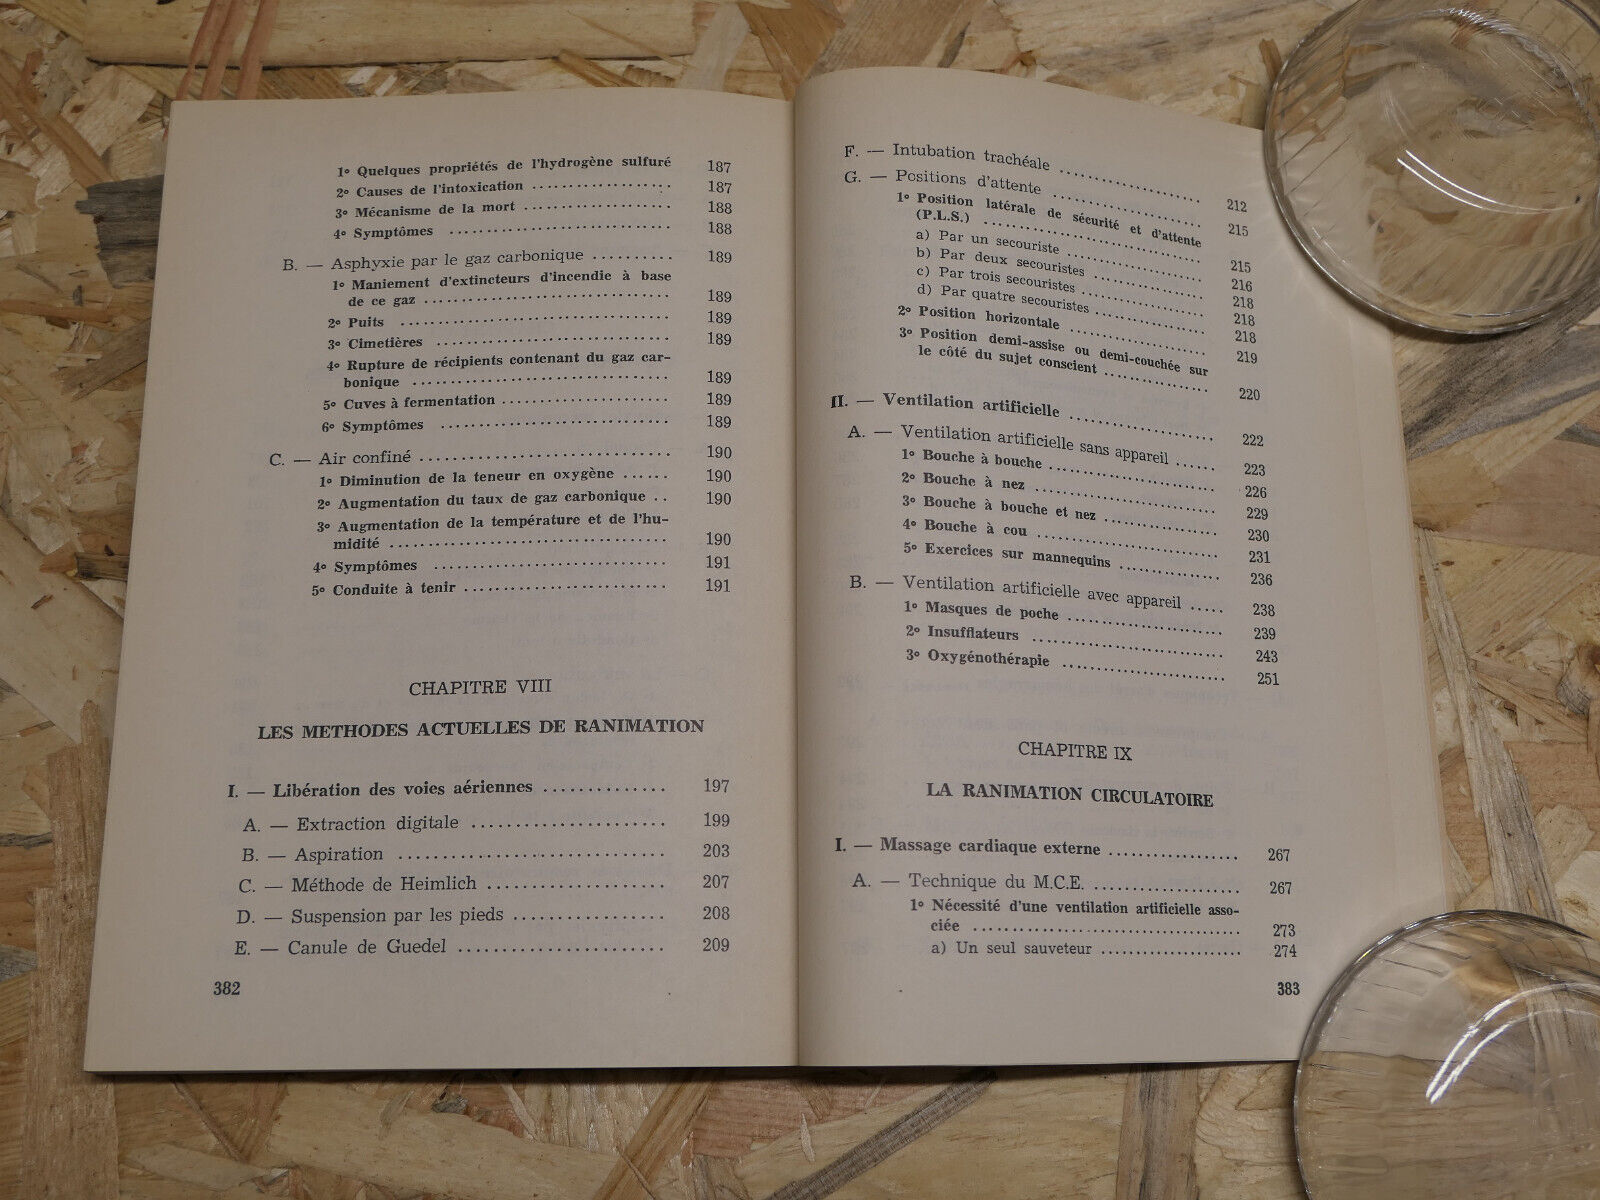 1° Quelques propriétés de l'hydrogène sulfuré 187
2° Causes de l'intoxication .................. 187
3° Mécanisme de la mort ................... 188
4° Symptômes ............................ 188
B. — Asphyxie par le gaz carbonique .......... 189
1° Maniement d'extincteurs d'incendie à base
de ce gaz ............................... 189
2° Puits .................................. 189
3° Cimetières ............................. 189
4° Rupture de récipients contenant du gaz car-
bonique ................................. 189
5° Cuves à fermentation .................... 189
6° Symptômes ............................. 189
C. — Air confiné ............................. 190
1° Diminution de la teneur en oxygène ...... 190
2° Augmentation du taux de gaz carbonique .. 190
3° Augmentation de la température et de l'hu-
midité .................................... 190
4° Symptômes ............................. 191
5° Conduite à tenir ......................... 191
CHAPITRE VIII
LES METHODES ACTUELLES DE RANIMATION
I. — Libération des voies aériennes .............. 197
A. — Extraction digitale ...................... 199
B. — Aspiration .............................. 203
C. — Méthode de Heimlich .................... 207
D. — Suspension par les pieds ................. 208
E. — Canule de Guedel ....................... 209
382
F. — Intubation trachéale .................... 212
G. — Positions d'attente ..................... 215
1° Position latérale de sécurité et d'attente
(P.L.S.) ............................... 215
a) Par un secouriste .................... 216
b) Par deux secouristes ................. 218
c) Par trois secouristes ................. 218
d) Par quatre secouristes ............... 218
2° Position horizontale .................... 219
3° Position demi-assise ou demi-couchée sur
le côté du sujet conscient ................ 220
II. — Ventilation artificielle .................... 222
A. — Ventilation artificielle sans appareil ...... 223
1° Bouche à bouche ........................ 226
2° Bouche à nez ........................... 229
3° Bouche à bouche et nez ................. 230
4° Bouche à cou ........................... 231
5° Exercices sur mannequins ............... 236
B. — Ventilation artificielle avec appareil ..... 238
1° Masques de poche ....................... 239
2° Insufflateurs ............................ 243
3° Oxygénothérapie ........................ 251
CHAPITRE IX
LA RANIMATION CIRCULATOIRE
I. — Massage cardiaque externe .................. 267
A. — Technique du M.C.E. .................... 267
1° Nécessité d'une ventilation artificielle asso-
ciée .................................... 273
a) Un seul sauveteur .................... 274
383